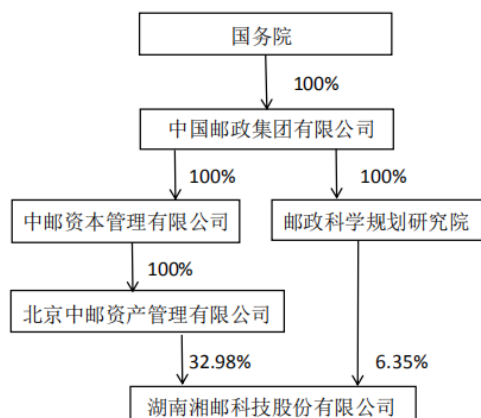 国务院
100%
中国邮政集团有限公司
100%
100%
中邮资本管理有限公司
邮政科学规划研究院
100%
北京中邮资产管理有限公司
32.98%
6.35%
湖南湘邮科技股份有限公司